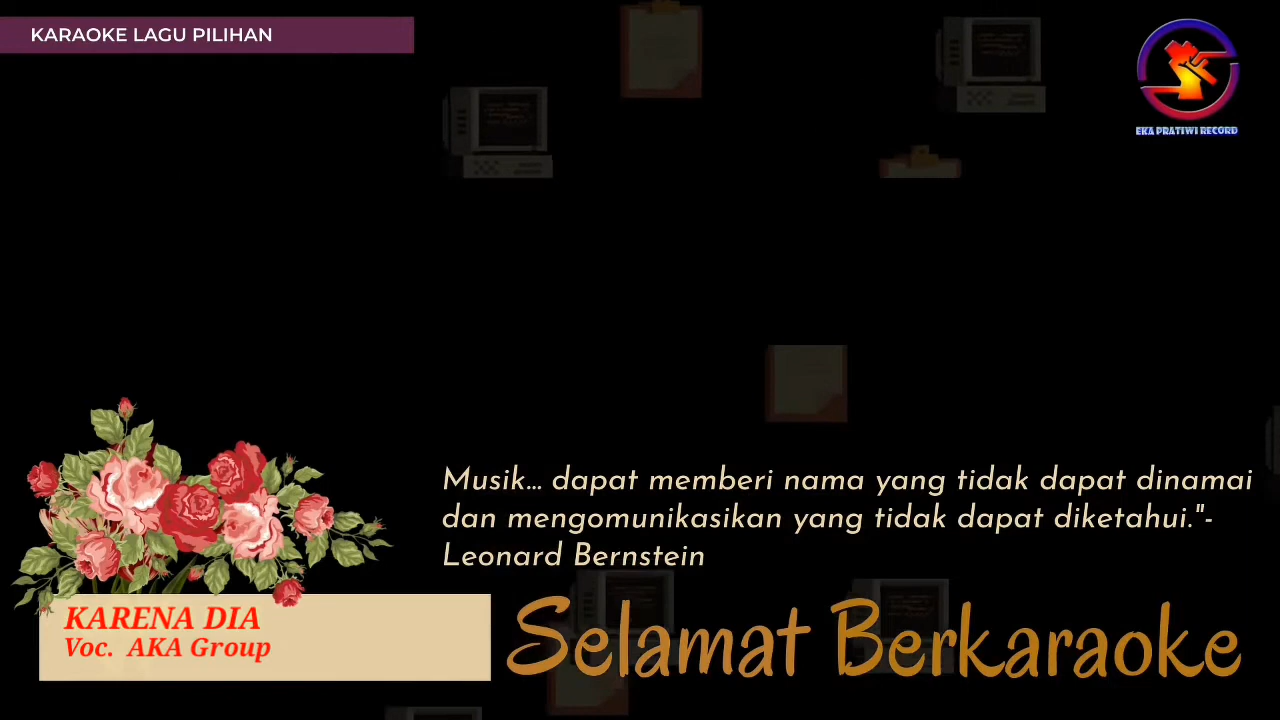 KARAOKE LAGU PILIHAN
EKA PRATIWI RECORD
Musik... dapat memberi nama yang tidak dapat dinamai
dan mengomunikasikan yang tidak dapat diketahui."-
Leonard Bernstein
KARENA DIA
Voc. AKA Group
Selamat Berkaraoke